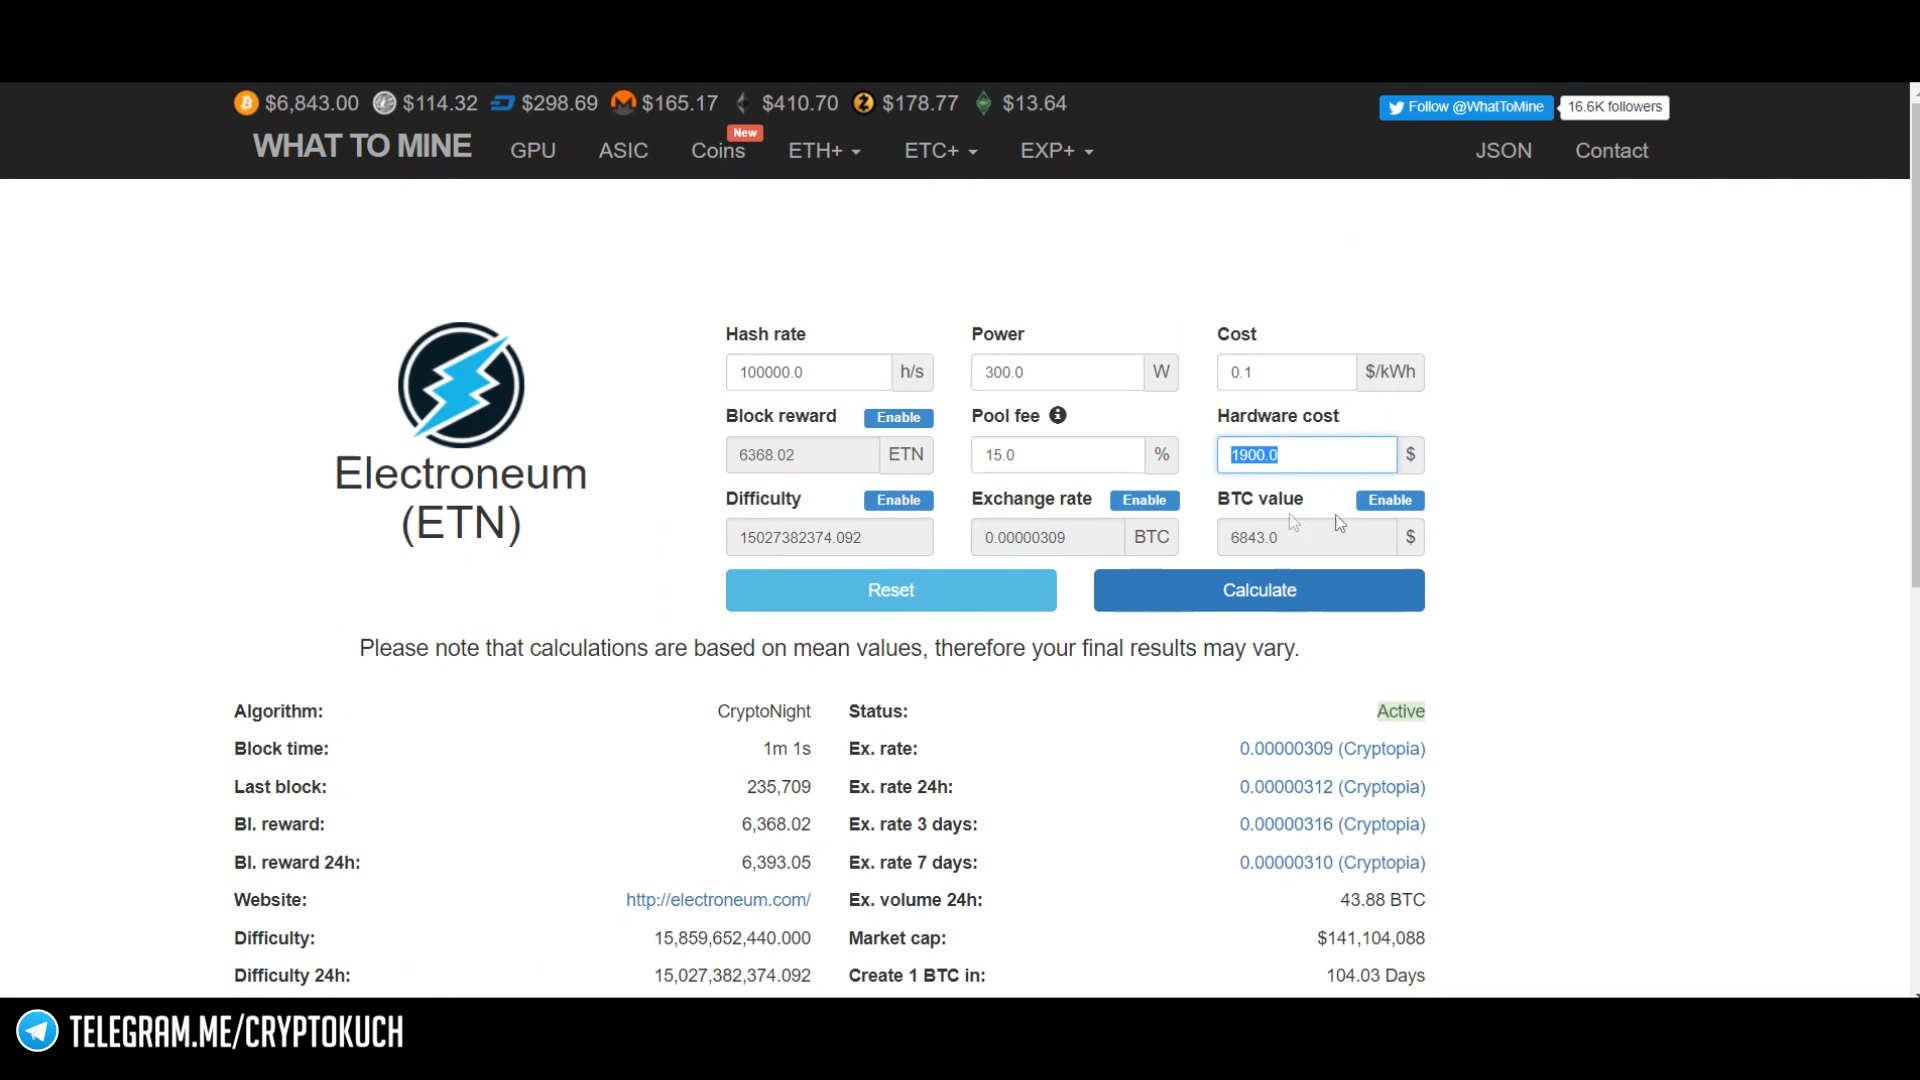 $6,843.00 $114.32 $298.69 $165.17 $410.70 $178.77 $13.64
Follow @WhatToMine 16.6K followers
New
WHAT TO MINE GPU ASIC Coins ETH+ ETC+ EXP+ JSON Contact
Electroneum
(ETN)
Hash rate Power Cost
100000.0 h/s 300.0 W 0.1 $/kWh
Block reward Enable Pool fee Hardware cost
6368.02 ETN 15.0 % 1900.0 $
Difficulty Enable Exchange rate Enable BTC value Enable
15027382374.092 0.00000309 BTC 6843.0 $
Reset Calculate
Please note that calculations are based on mean values, therefore your final results may vary.
Algorithm: CryptoNight Status: Active
Block time: 1m 1s Ex. rate: 0.00000309 (Cryptopia)
Last block: 235,709 Ex. rate 24h: 0.00000312 (Cryptopia)
Bl. reward: 6,368.02 Ex. rate 3 days: 0.00000316 (Cryptopia)
Bl. reward 24h: 6,393.05 Ex. rate 7 days: 0.00000310 (Cryptopia)
Website: http://electroneum.com/ Ex. volume 24h: 43.88 BTC
Difficulty: 15,859,652,440.000 Market cap: $141,104,088
Difficulty 24h: 15,027,382,374.092 Create 1 BTC in: 104.03 Days
TELEGRAM.ME/CRYPTOKUCH